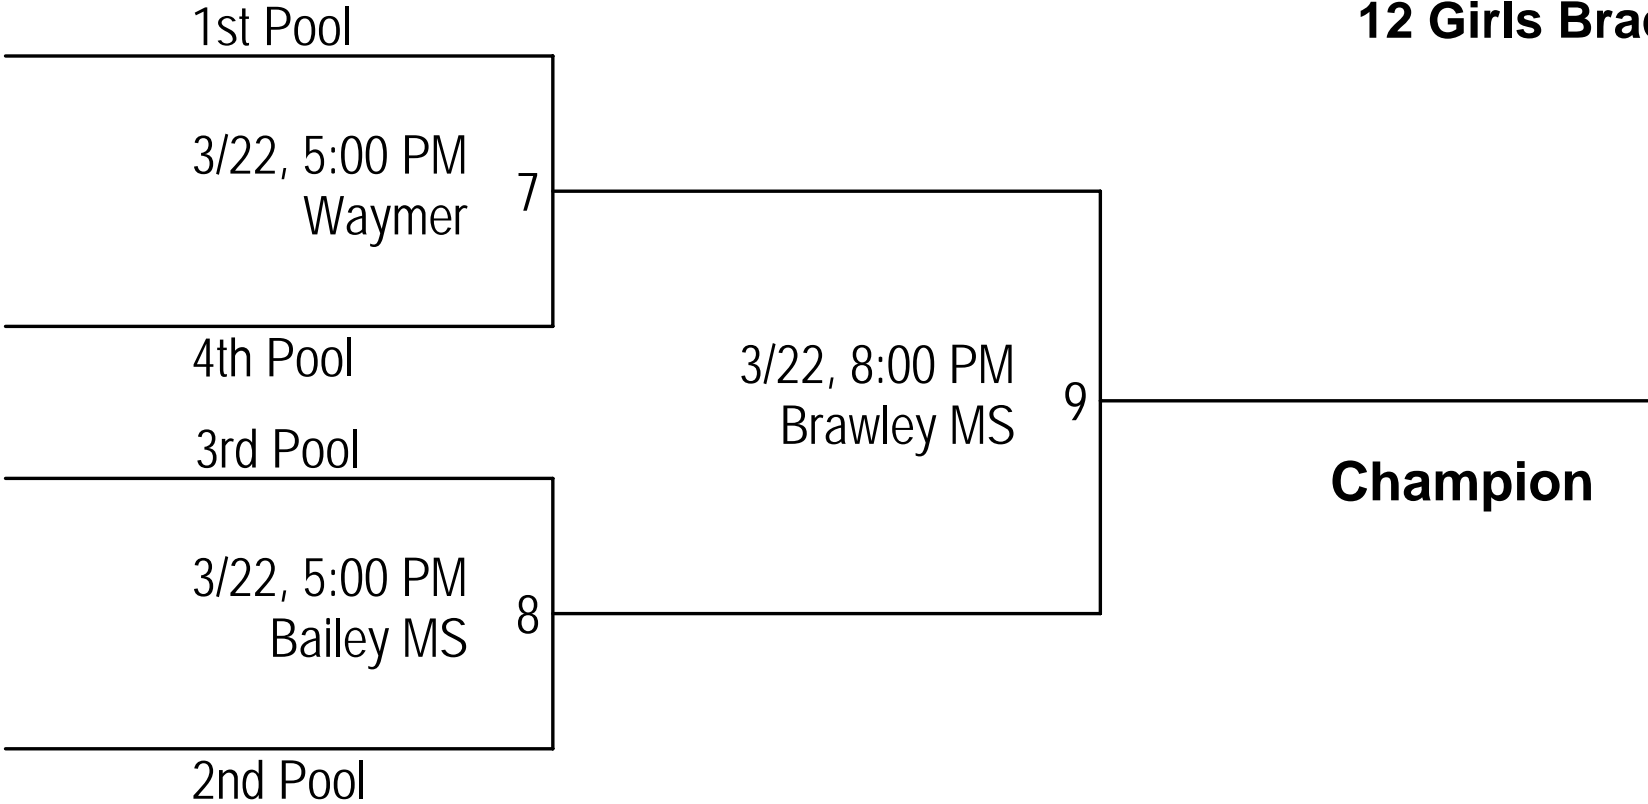 1st Pool
12 Girls
3/22, 5:00 PM
Waymer
7
4th Pool
3/22, 8:00 PM
Brawley MS
9
3rd Pool
Champion
3/22, 5:00 PM
Bailey MS
8
2nd Pool